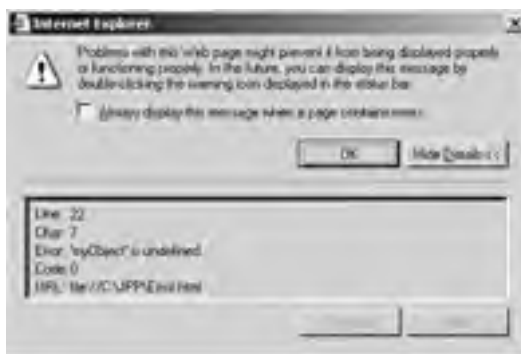 Internet Explorer
Problems with this Web page might prevent it from being displayed properly
or functioning properly. In the future, you can display this message by
double-clicking the warning icon displayed in the status bar.
Always display this message when a page contains errors.
OK
Hide Details <<
Line: 22
Char: 7
Error: 'myObject' is undefined
Code: 0
URL: file://C:\JPP\